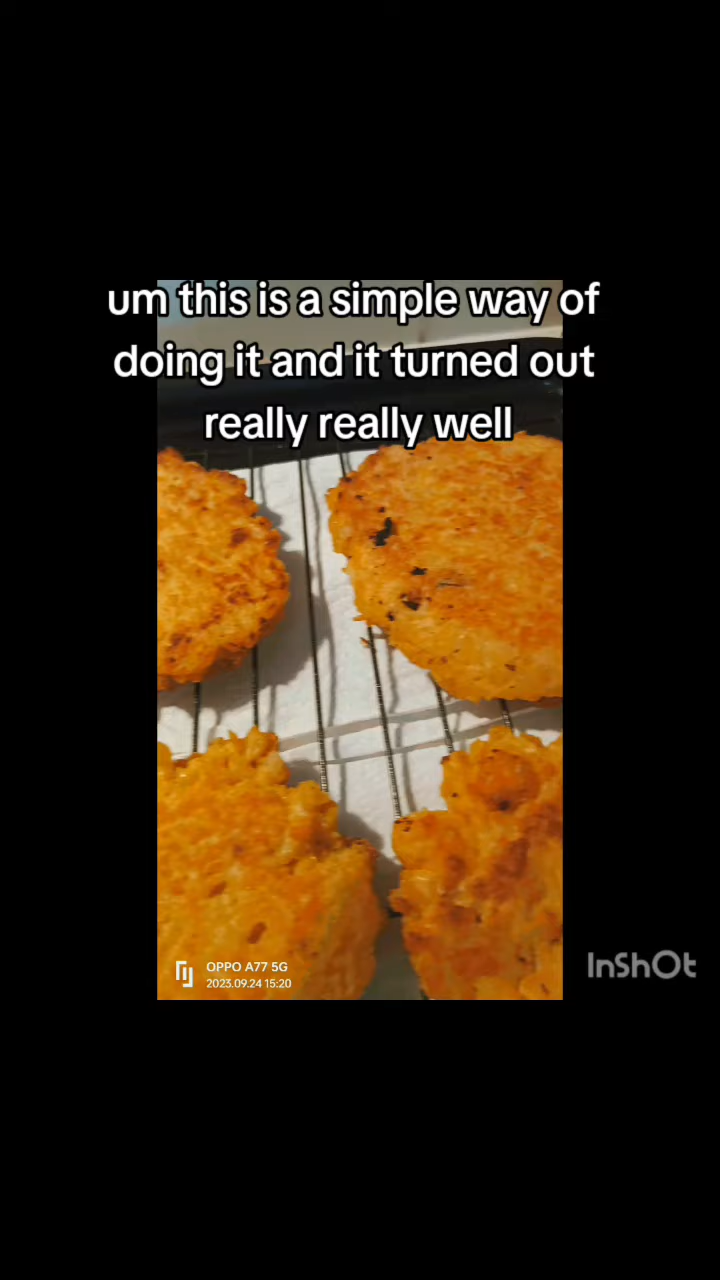 um this is a simple way of
doing it and it turned out
really really well
InShOt
OPPO A77 5G
2023.09.24 15:20